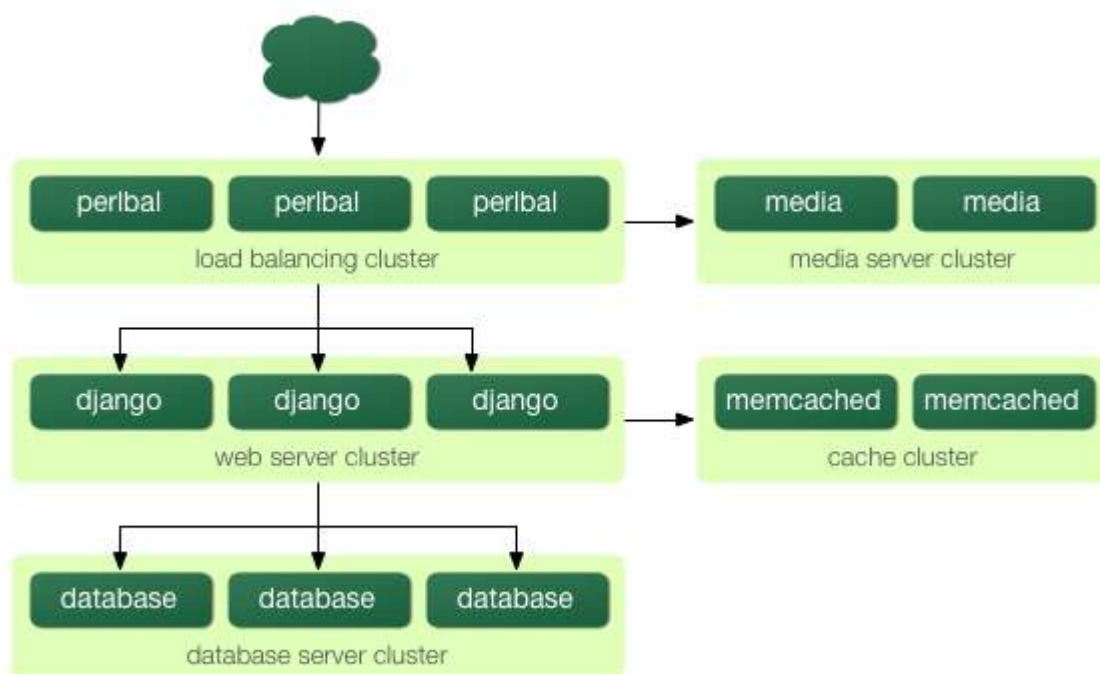 perlbal perlbal perlbal
load balancing cluster
media media
media server cluster
django django django
web server cluster
memcached memcached
cache cluster
database database database
database server cluster